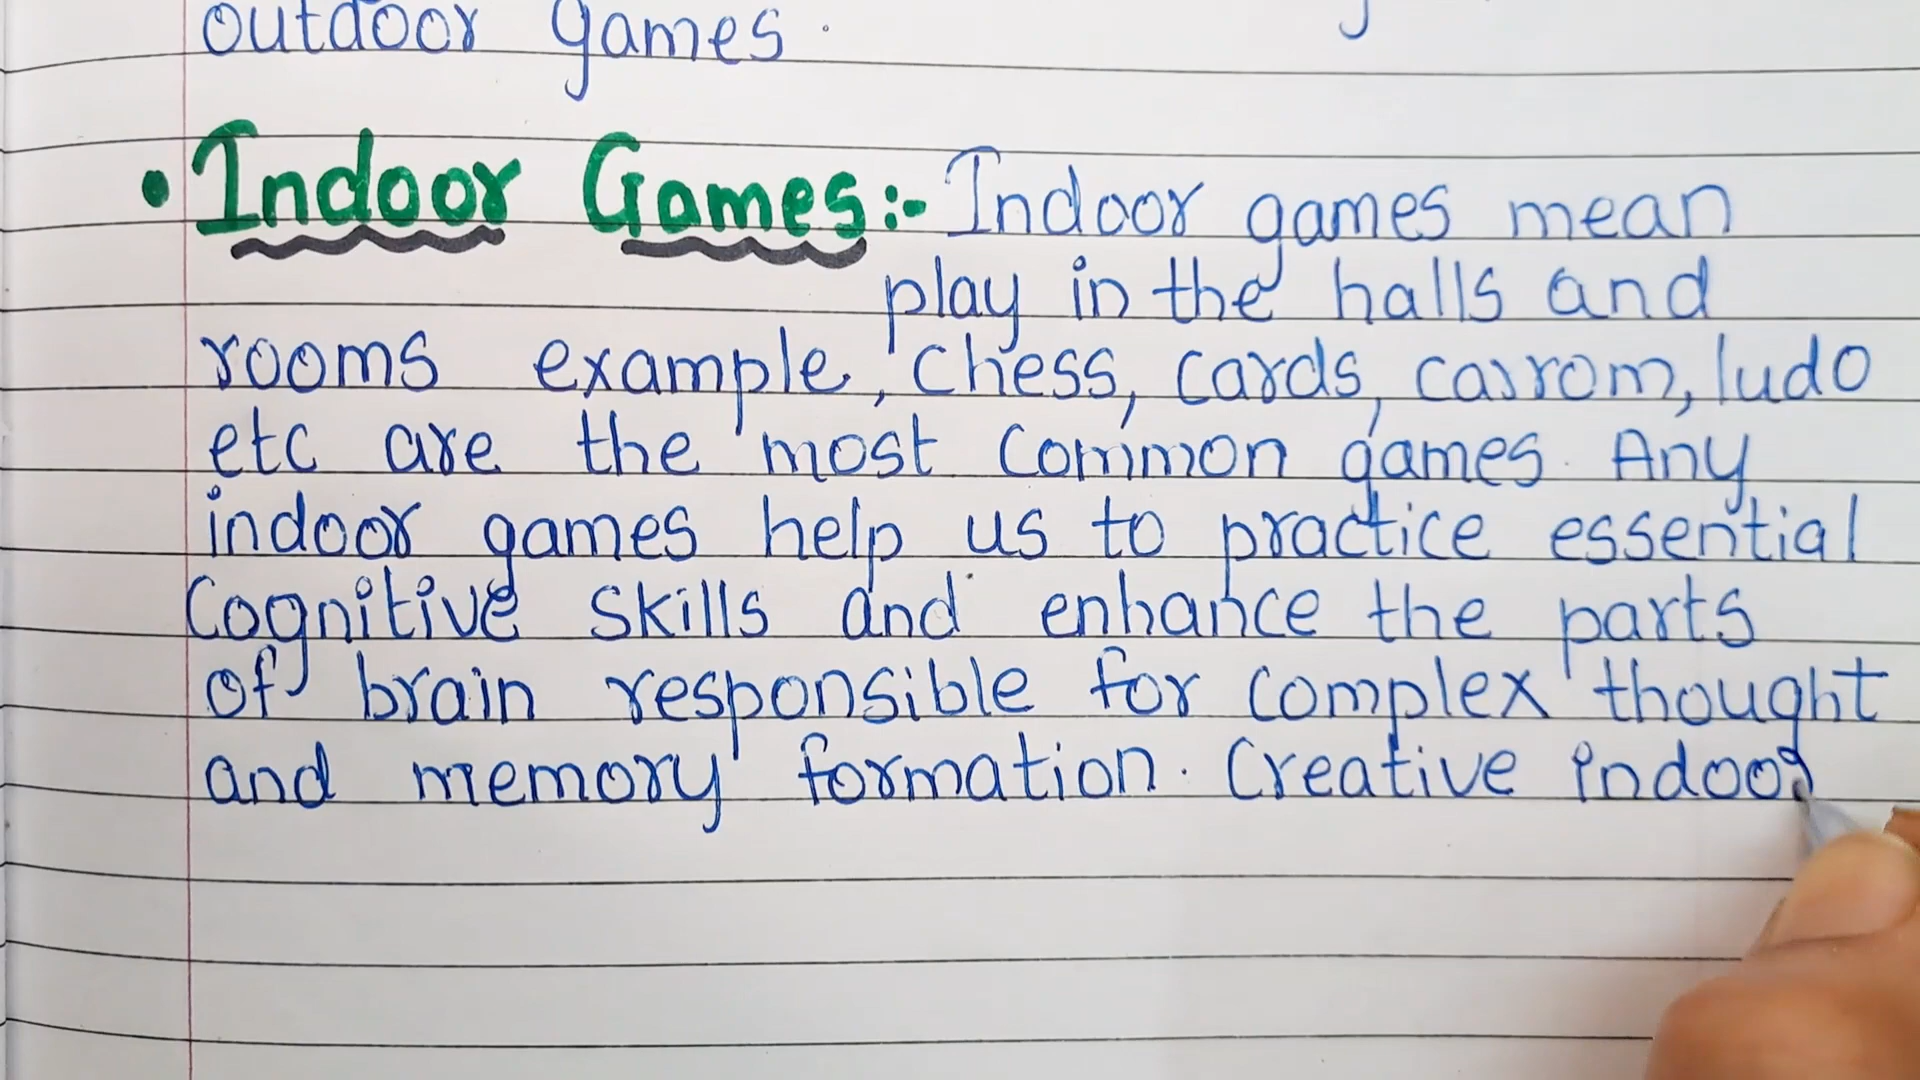 outdoor games.
• Indoor Games:- Indoor games mean
play in the halls and
rooms example, chess, cards, carrom, ludo
etc are the most common games. Any
indoor games help us to practice essential
Cognitive skills and enhance the parts
of brain responsible for complex thought
and memory formation. Creative indoor